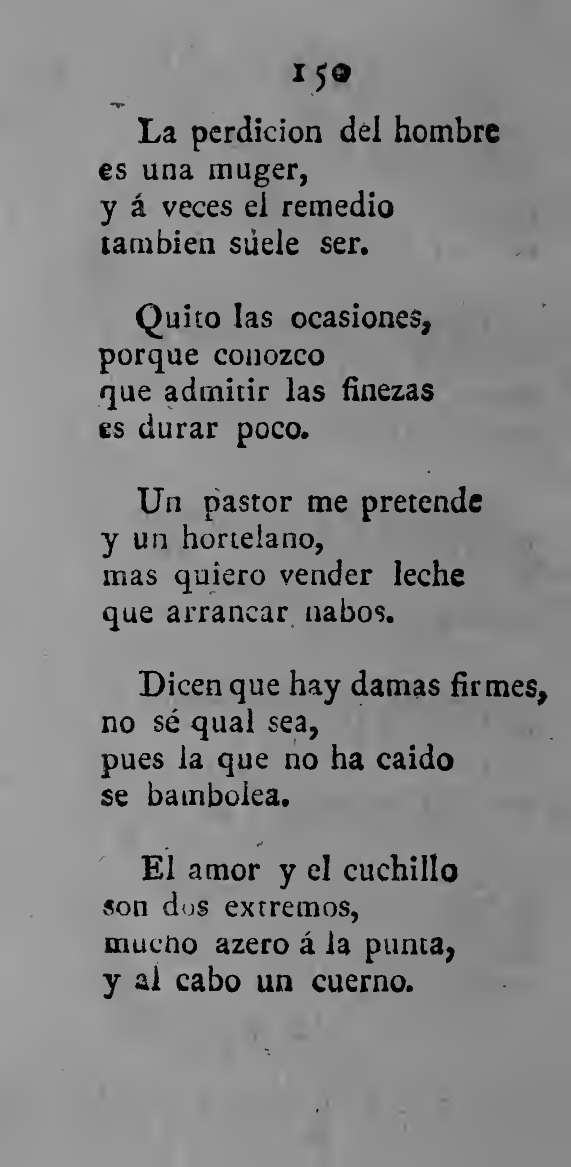 150
La perdicion del hombre
es una muger,
y á veces el remedio
tambien suele ser.
Quito las ocasiones,
porque conozco
que admitir las finezas
es durar poco.
Un pastor me pretende
y un hortelano,
mas quiero vender leche
que arrancar nabos.
Dicen que hay damas firmes,
no sé qual sea,
pues la que no ha caido
se bambolea.
El amor y el cuchillo
son dos extremos,
mucho azero á la punta,
y al cabo un cuerno.